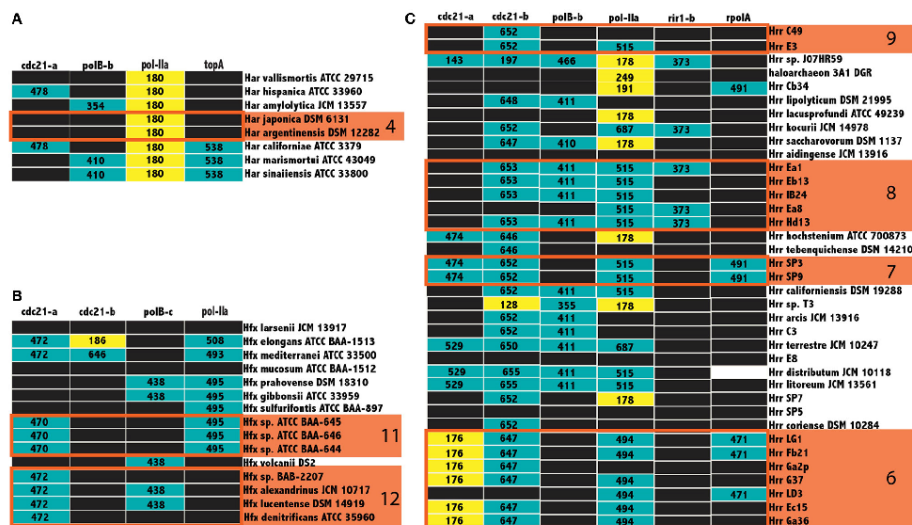 A
cdc21-a polB-b pol-IIa topA
180 Har vallismortis ATCC 29715
478 180 Har hispanica ATCC 33960
354 180 Har amylolytica JCM 13557
180 Har japonica DSM 6131
180 Har argentinensis DSM 12282
4
478 180 538 Har californiae ATCC 3379
410 180 538 Har marismortui ATCC 43049
410 180 538 Har sinaiiensis ATCC 33800
B
cdc21-a cdc21-b polB-c pol-IIa
Hfx larsenii JCM 13917
472 186 508 Hfx elongans ATCC BAA-1513
472 646 493 Hfx mediterranei ATCC 33500
Hfx mucosum ATCC BAA-1512
438 495 Hfx prahovense DSM 18310
438 495 Hfx gibbonsii ATCC 33959
495 Hfx sulfurifontis ATCC BAA-897
470 495 Hfx sp. ATCC BAA-645
470 495 Hfx sp. ATCC BAA-646
470 495 Hfx sp. ATCC BAA-644
11
438 Hfx volcanii DS2
472 Hfx sp. BAB-2207
472 438 Hfx alexandrinus JCN 10717
472 438 Hfx lucentense DSM 14919
472 Hfx denitrificans ATCC 35960
12
C
cdc21-a cdc21-b polB-b pol-IIa rir1-b rpolA
652 Hrr C49
652 515 Hrr E3
9
143 197 466 178 373 Hrr sp. J07HR59
249 haloarchaeon 3A1 DGR
191 491 Hrr Cb34
648 411 Hrr lipolyticum DSM 21995
178 Hrr lacusprofundi ATCC 49239
652 687 373 Hrr kocurii JCN 14978
647 410 178 Hrr saccharovorum DSM 1137
Hrr aidingense JCM 13916
653 411 515 373 Hrr Ea1
653 411 515 Hrr Eb13
653 411 515 Hrr IB24
515 373 Hrr Ea8
653 411 515 373 Hrr Hd13
8
474 646 178 Hrr hochstenium ATCC 700873
646 Hrr tebenquichense DSM 14210
474 652 515 491 Hrr SP3
474 652 515 491 Hrr SP9
7
652 411 515 Hrr californiensis DSM 19288
128 355 178 Hrr sp. T3
652 411 Hrr arcis JCM 13916
652 411 Hrr C3
529 650 411 687 Hrr terrestre JCM 10247
Hrr E8
529 655 411 515 Hrr distributum JCM 10118
529 655 411 515 Hrr litoreum JCM 13561
652 178 Hrr SP7
Hrr SP5
652 Hrr coriense DSM 10284
176 647 494 471 Hrr LG1
176 647 494 471 Hrr Fb21
176 647 Hrr Ga2p
176 647 494 Hrr G37
494 471 Hrr LD3
176 647 494 Hrr Ec15
176 647 494 Hrr Ga36
6